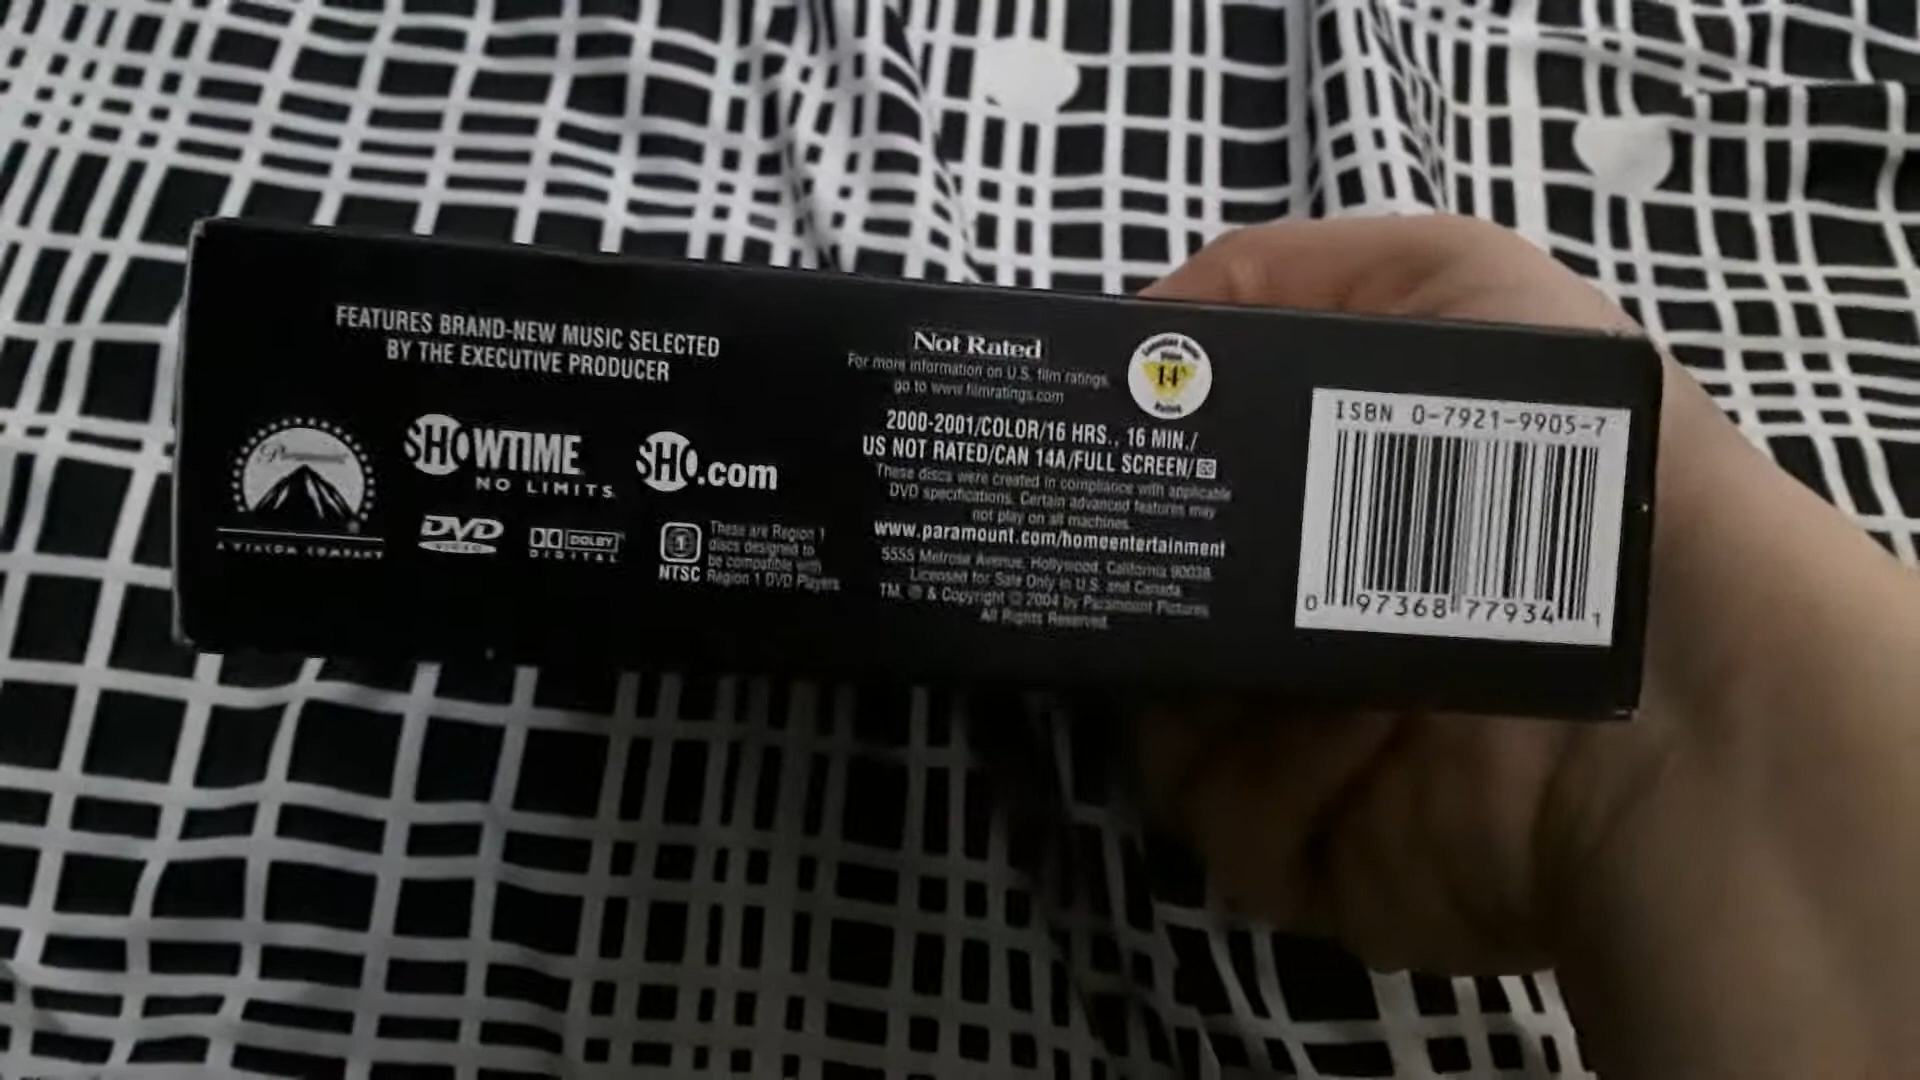 FEATURES BRAND-NEW MUSIC SELECTED
BY THE EXECUTIVE PRODUCER
Paramount
A VIACOM COMPANY
SHOWTIME
NO LIMITS
SHO.com
DVD
VIDEO
DOLBY
DIGITAL
1
NTSC
These are Region 1
discs designed to
be compatible with
Region 1 DVD Players
Not Rated
For more information on U.S. film ratings,
go to www.filmratings.com
14A
2000-2001/COLOR/16 HRS., 16 MIN./
US NOT RATED/CAN 14A/FULL SCREEN/
These discs were created in compliance with applicable
DVD specifications. Certain advanced features may
not play on all machines.
www.paramount.com/homeentertainment
5555 Melrose Avenue, Hollywood, California 90038
Licensed for Sale Only in U.S. and Canada
TM, ® & Copyright © 2004 by Paramount Pictures
All Rights Reserved.
ISBN 0-7921-9905-7
0 97368 77934 1